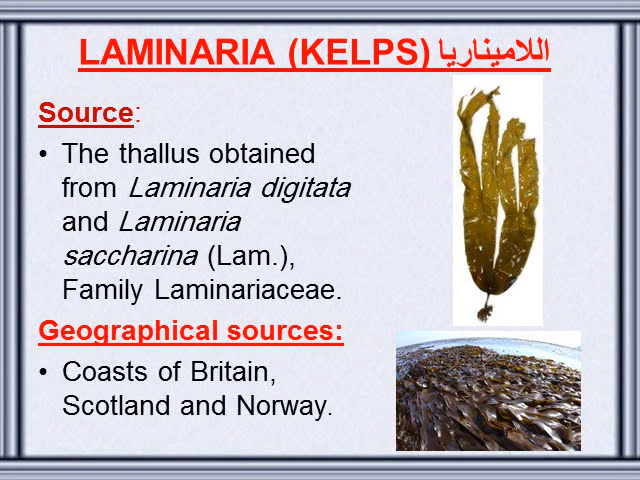 LAMINARIA (KELPS) اللاميناريا
Source:
• The thallus obtained
from Laminaria digitata
and Laminaria
saccharina (Lam.),
Family Laminariaceae.
Geographical sources:
• Coasts of Britain,
Scotland and Norway.